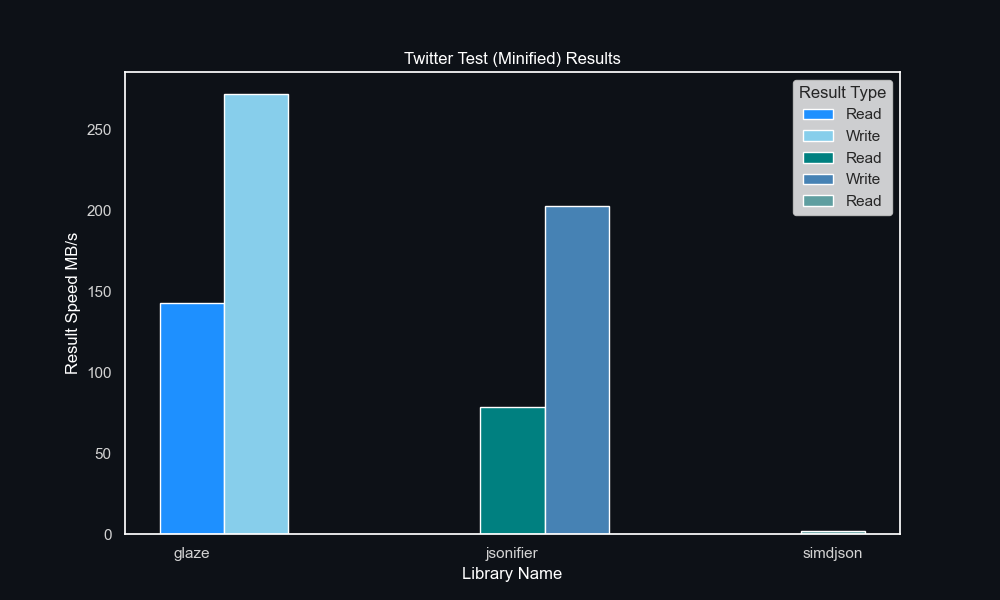 Twitter Test (Minified) Results
Result Type
Read
Write
Read
Write
Read
250
200
150
100
50
0
Result Speed MB/s
glaze
jsonifier
simdjson
Library Name